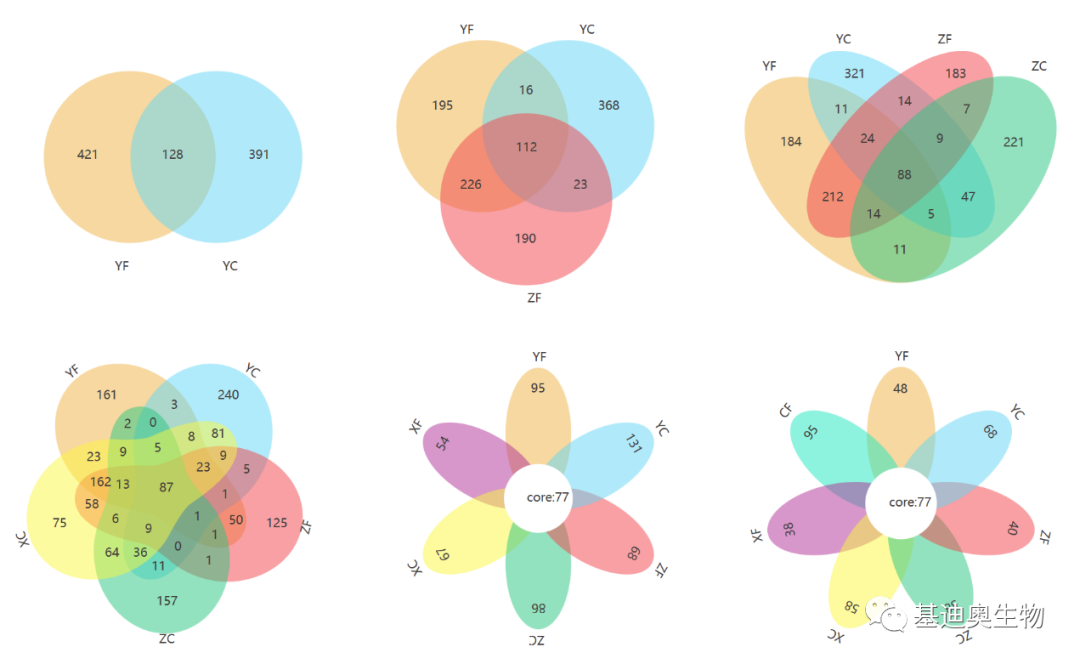 YF YC
195 16 368
112
226 23
190
ZF
421 128 391
YF YC
YC ZF
YF ZC
321 183
11 14 7
184 24 9 221
88
212 47
14 5
11
YF YC
161 240
3
2 0
8 81
23 9 5 9
23 5
162 13 87
58 1
75 6 9 1 50 125
XC ZF
64 36 0 1
11 1
157
ZC
YF
95
XF YC
54 131
core:77
67 68
XC ZF
98
ZC
YF
48
CF YC
95 68
core:77
XF 38 40 ZF
58
XC ZC
基迪奥生物